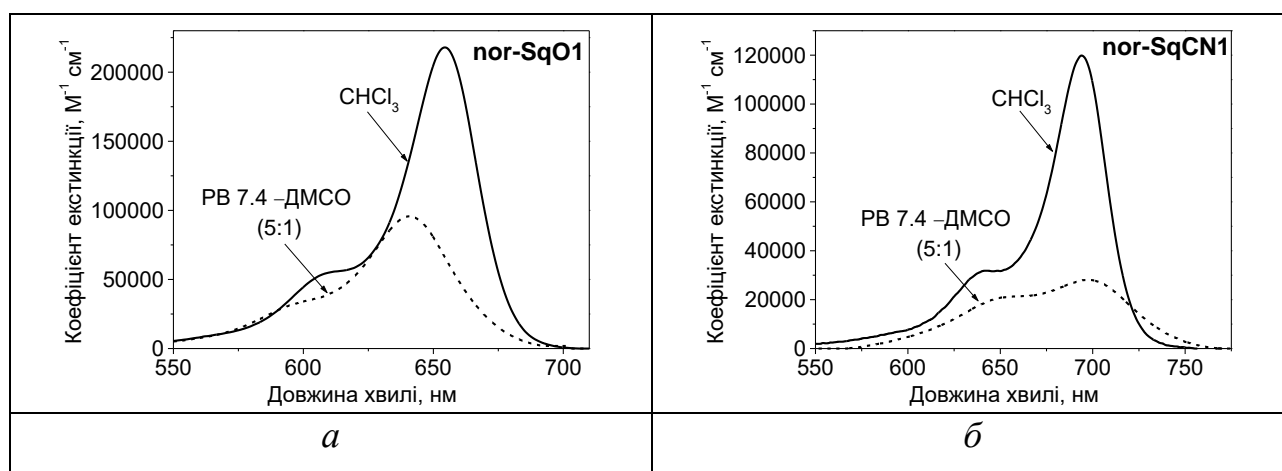 nor-SqO1
200000
150000
100000
50000
0
550
600
650
700
Коефіцієнт екстинкції, M⁻¹ см⁻¹
Довжина хвилі, нм
CHCl₃
PB 7.4 –ДМСО
(5:1)
а
nor-SqCN1
120000
100000
80000
60000
40000
20000
0
550
600
650
700
750
Коефіцієнт екстинкції, M⁻¹ см⁻¹
Довжина хвилі, нм
CHCl₃
PB 7.4 –ДМСО
(5:1)
б